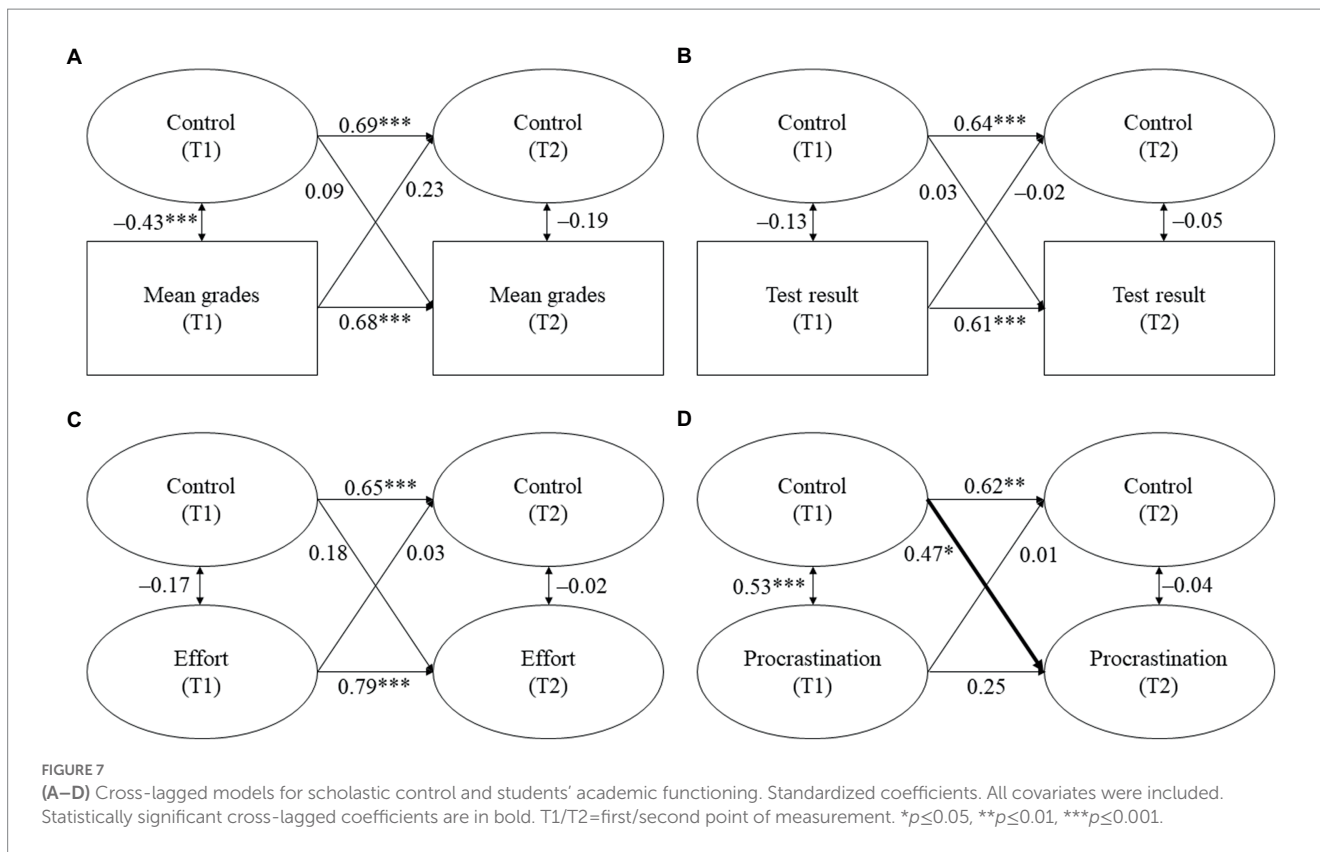 A
Control
(T1)
0.69***
Control
(T2)
0.09
0.23
–0.43***
–0.19
Mean grades
(T1)
0.68***
Mean grades
(T2)
B
Control
(T1)
0.64***
Control
(T2)
0.03
–0.02
–0.13
–0.05
Test result
(T1)
0.61***
Test result
(T2)
C
Control
(T1)
0.65***
Control
(T2)
0.18
0.03
–0.17
–0.02
Effort
(T1)
0.79***
Effort
(T2)
D
Control
(T1)
0.62**
Control
(T2)
0.47*
0.01
0.53***
–0.04
Procrastination
(T1)
0.25
Procrastination
(T2)
FIGURE 7
(A–D) Cross-lagged models for scholastic control and students’ academic functioning. Standardized coefficients. All covariates were included.
Statistically significant cross-lagged coefficients are in bold. T1/T2=first/second point of measurement. *p≤0.05, **p≤0.01, ***p≤0.001.